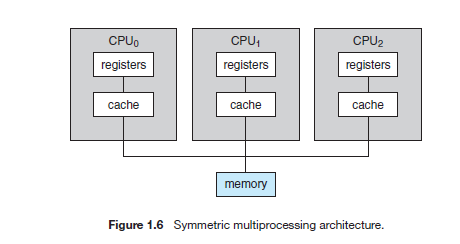 CPU₀ CPU₁ CPU₂
registers registers registers
cache cache cache
memory
Figure 1.6 Symmetric multiprocessing architecture.